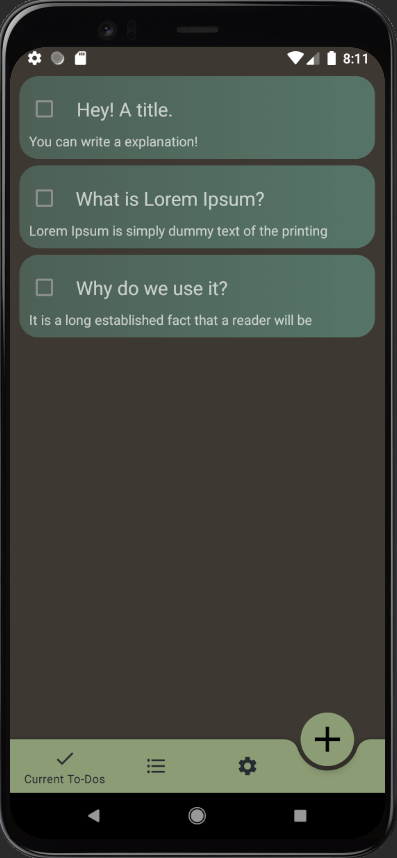 8:11
Hey! A title.
You can write a explanation!
What is Lorem Ipsum?
Lorem Ipsum is simply dummy text of the printing
Why do we use it?
It is a long established fact that a reader will be
Current To-Dos